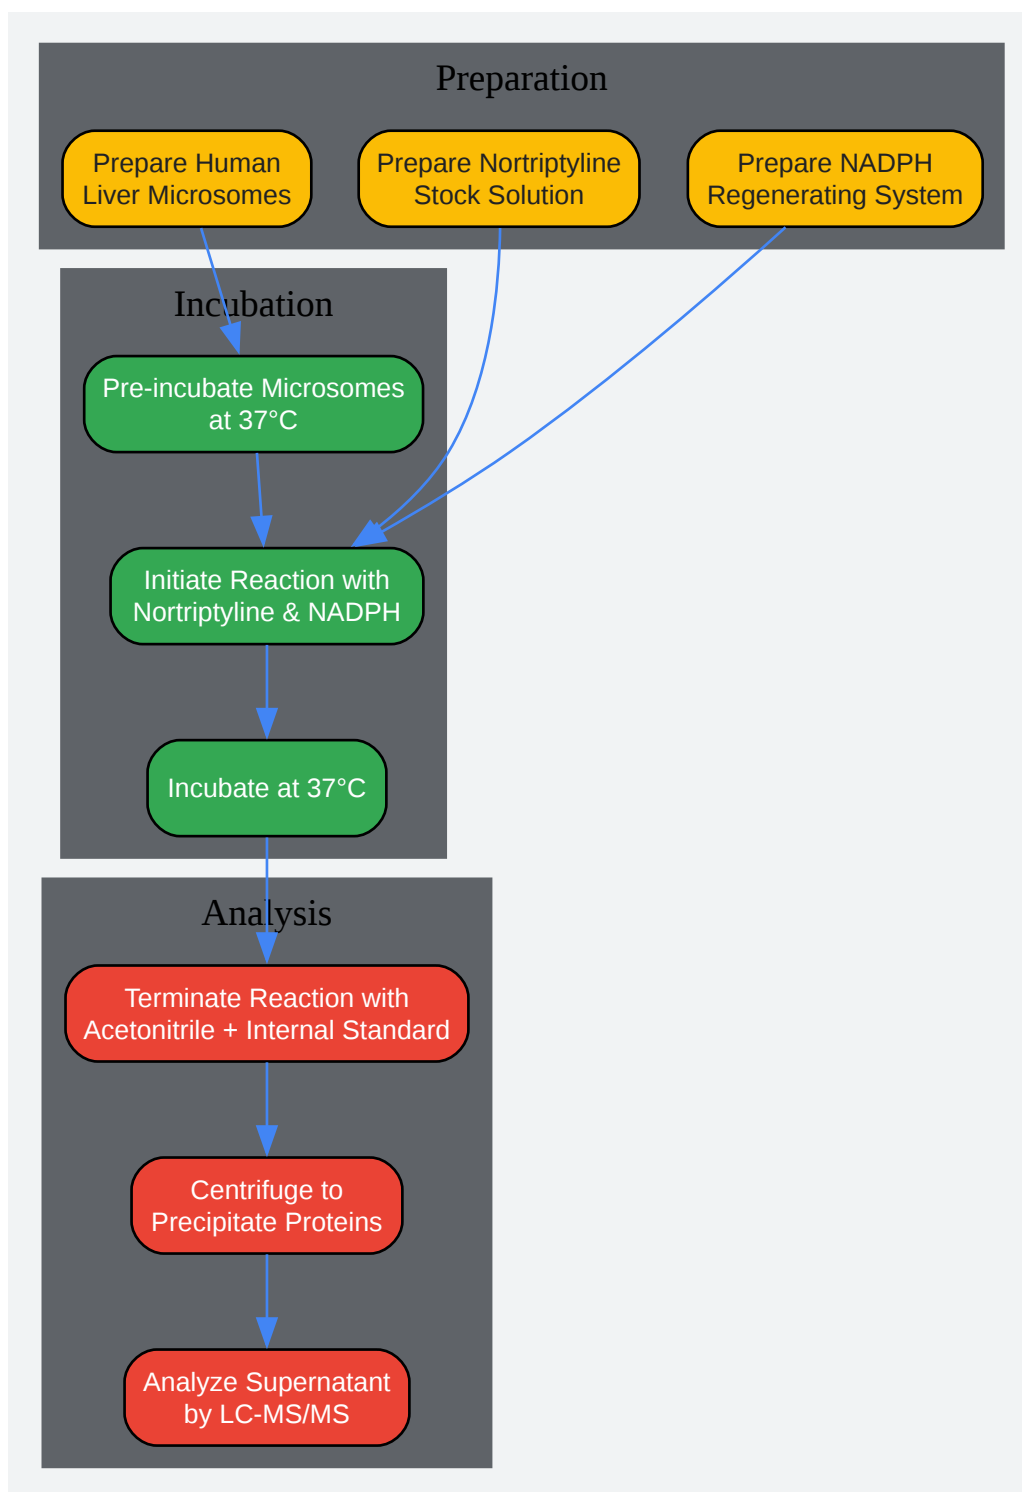 Preparation
Prepare Human
Liver Microsomes
Prepare Nortriptyline
Stock Solution
Prepare NADPH
Regenerating System
Incubation
Pre-incubate Microsomes
at 37°C
Initiate Reaction with
Nortriptyline & NADPH
Incubate at 37°C
Analysis
Terminate Reaction with
Acetonitrile + Internal Standard
Centrifuge to
Precipitate Proteins
Analyze Supernatant
by LC-MS/MS